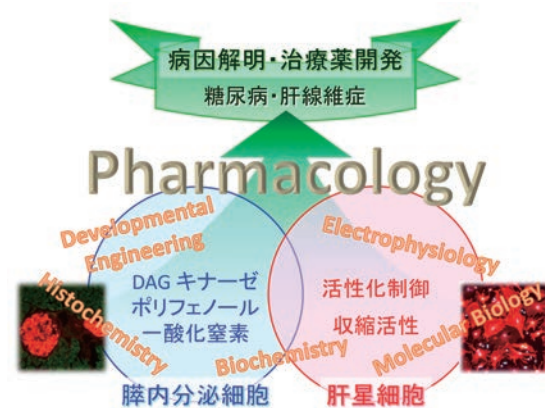 病因解明・治療薬開発
糖尿病・肝線維症
Pharmacology
Developmental
Engineering
Histochemistry
DAG キナーゼ
ポリフェノール
一酸化窒素
Biochemistry
Electrophysiology
活性化制御
収縮活性
Molecular Biology
膵内分泌細胞
肝星細胞